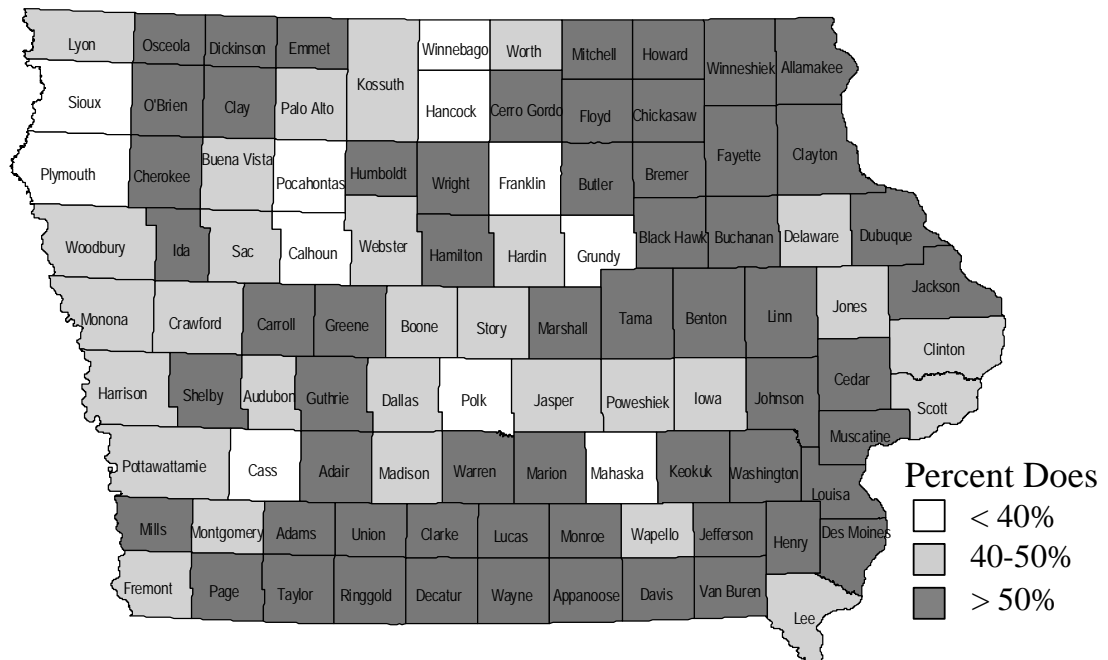 Lyon Osceola Dickinson Emmet Winnebago Worth Mitchell Howard Winneshiek Allamakee
Kossuth
Sioux O'Brien Clay Palo Alto Hancock Cerro Gordo Floyd Chickasaw
Plymouth Cherokee Buena Vista Pocahontas Humboldt Wright Franklin Butler Bremer Fayette Clayton
Woodbury Ida Sac Calhoun Webster Hamilton Hardin Grundy Black Hawk Buchanan Delaware Dubuque
Monona Crawford Carroll Greene Boone Story Marshall Tama Benton Linn Jones Jackson
Clinton
Harrison Shelby Audubon Guthrie Dallas Polk Jasper Poweshiek Iowa Johnson Cedar Scott
Muscatine
Pottawattamie Cass Adair Madison Warren Marion Mahaska Keokuk Washington Louisa
Mills Montgomery Adams Union Clarke Lucas Monroe Wapello Jefferson Henry Des Moines
Fremont Page Taylor Ringgold Decatur Wayne Appanoose Davis Van Buren Lee
Percent Does
< 40%
40-50%
> 50%